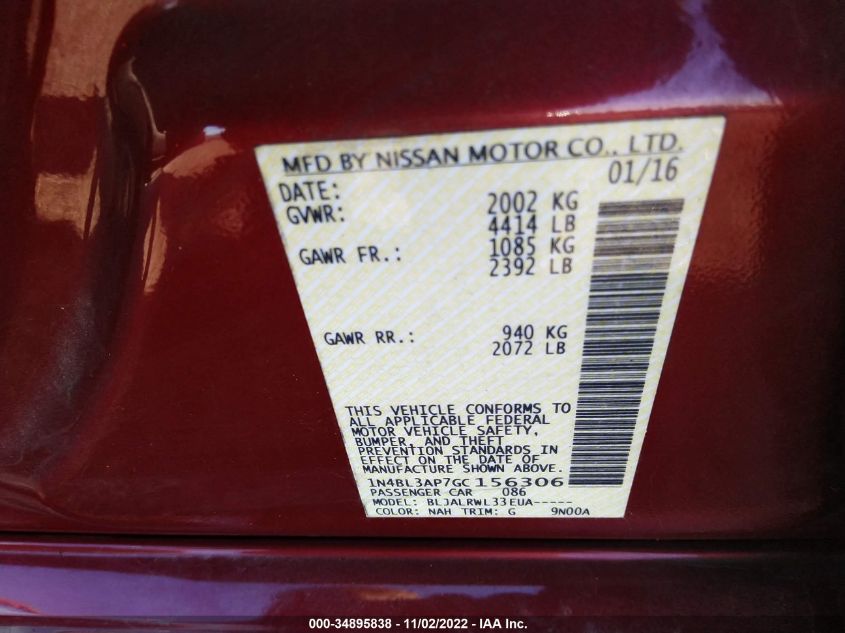 MFD BY NISSAN MOTOR CO., LTD.
DATE: 01/16
GVWR: 2002 KG
4414 LB
GAWR FR.: 1085 KG
2392 LB
GAWR RR.: 940 KG
2072 LB
THIS VEHICLE CONFORMS TO
ALL APPLICABLE FEDERAL
MOTOR VEHICLE SAFETY,
BUMPER, AND THEFT
PREVENTION STANDARDS IN
EFFECT ON THE DATE OF
MANUFACTURE SHOWN ABOVE.
1N4BL3AP7GC156306
PASSENGER CAR 086
MODEL: BLJALRWL33EUA-----
COLOR: NAH TRIM: G 9N00A
000-34895838 - 11/02/2022 - IAA Inc.